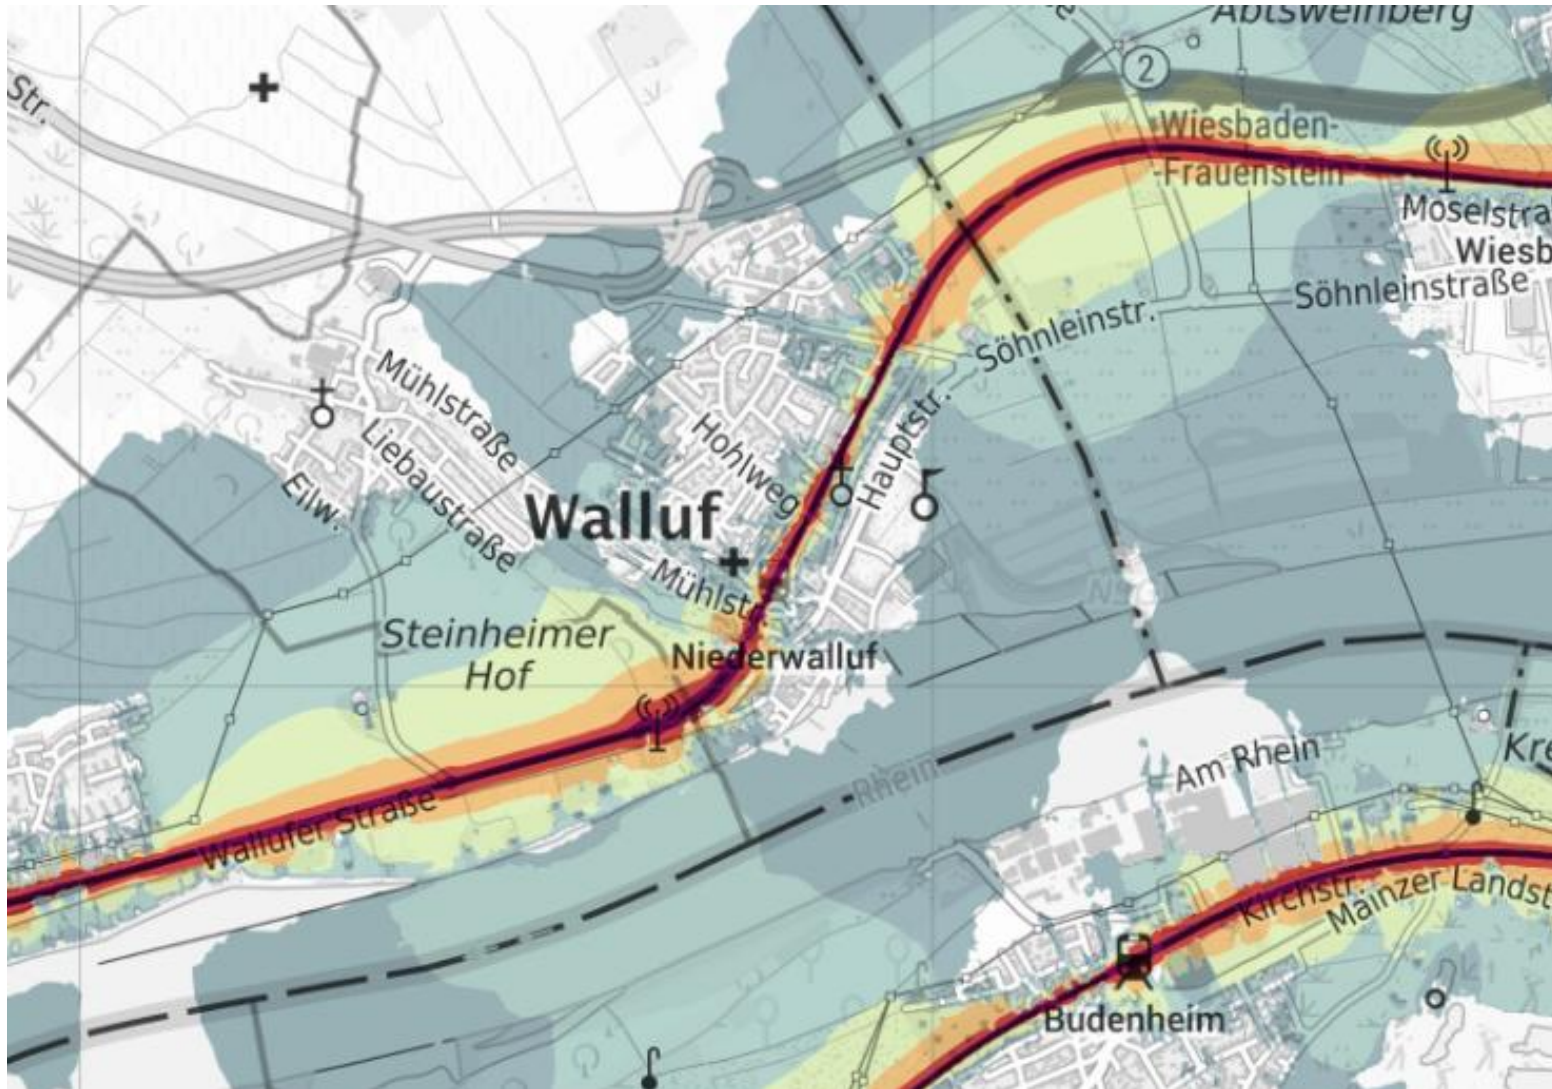 Abtsweinberg
2
Str.
Wiesbaden-
-Frauenstein
Moselstra
Wiesb
Söhnleinstraße
Söhnleinstr.
Mühlstraße
Hauptstr.
Hohlweg
Liebaustraße
Eilw.
Walluf
Mühlstr.
Steinheimer
Hof
Niederwalluf
Rhein
Am Rhein
Kre
Wallufer Straße
Kirchstr.
Mainzer Landst
Budenheim